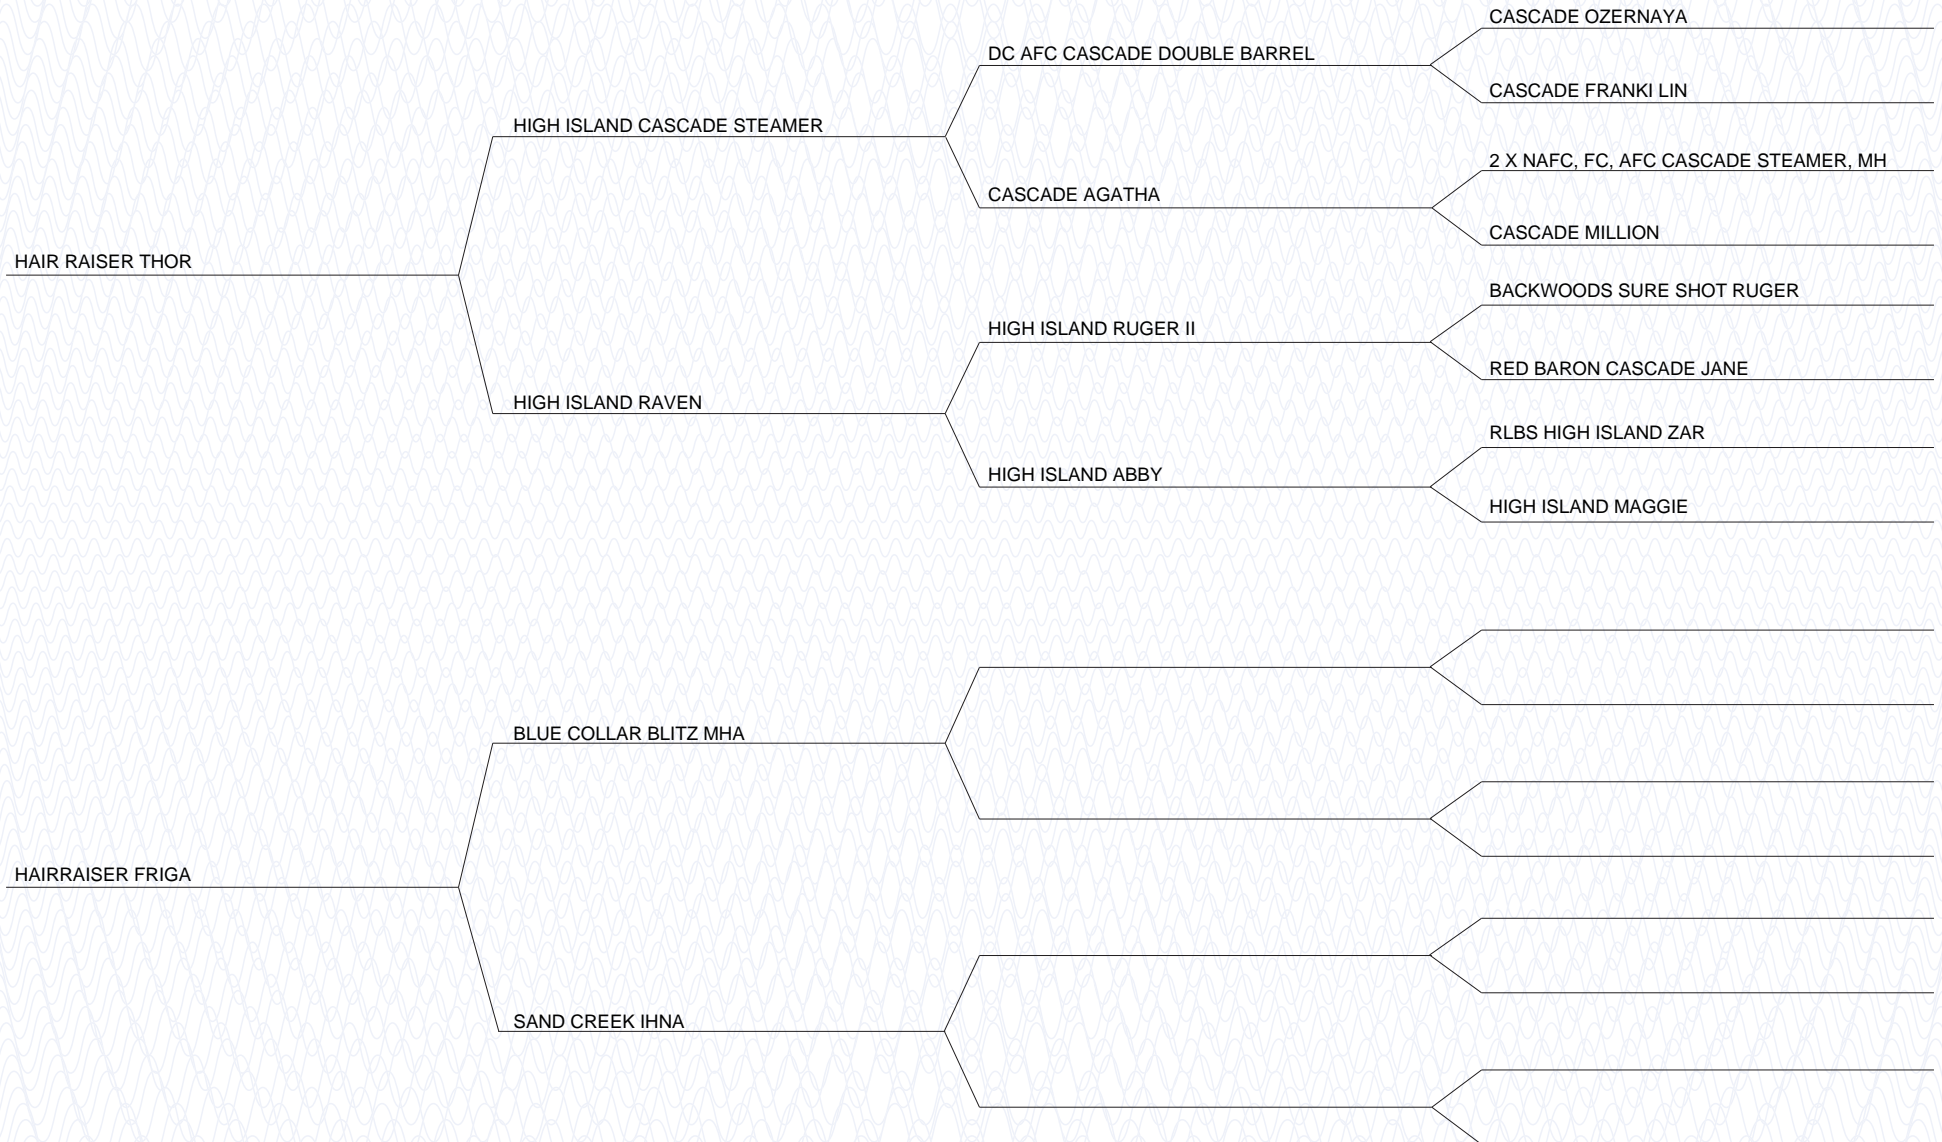 CASCADE OZERNAYA
DC AFC CASCADE DOUBLE BARREL
CASCADE FRANKI LIN
HIGH ISLAND CASCADE STEAMER
2 X NAFC, FC, AFC CASCADE STEAMER, MH
CASCADE AGATHA
CASCADE MILLION
HAIR RAISER THOR
BACKWOODS SURE SHOT RUGER
HIGH ISLAND RUGER II
RED BARON CASCADE JANE
HIGH ISLAND RAVEN
RLBS HIGH ISLAND ZAR
HIGH ISLAND ABBY
HIGH ISLAND MAGGIE
BLUE COLLAR BLITZ MHA
HAIRRAISER FRIGA
SAND CREEK IHNA